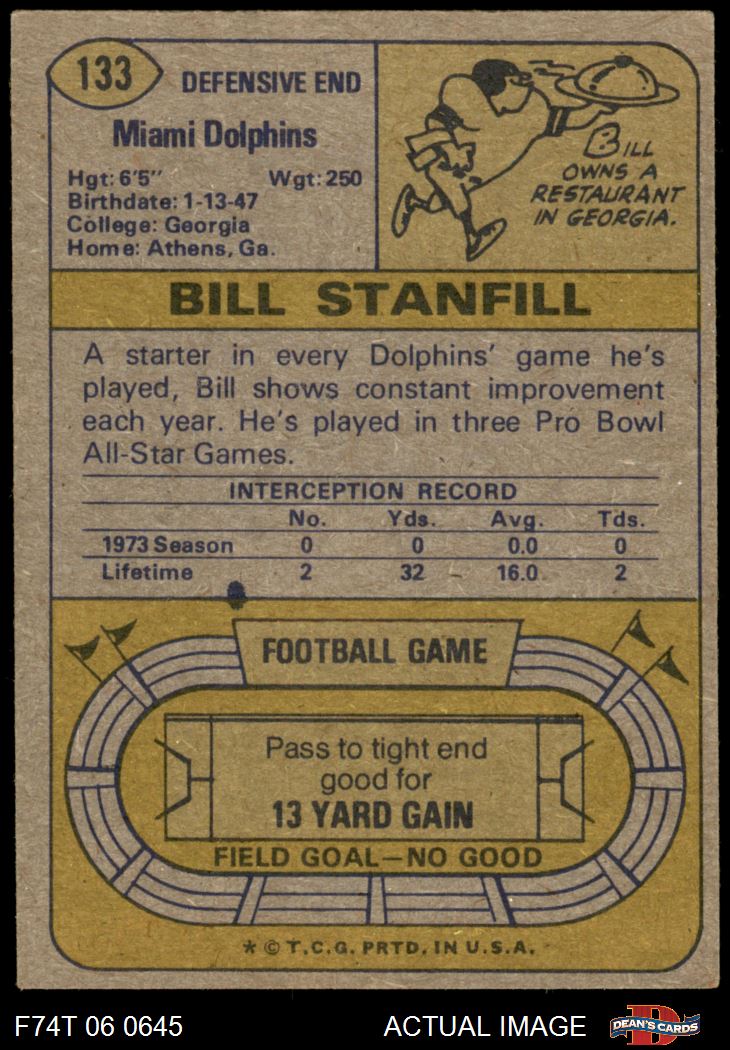 133
DEFENSIVE END
Miami Dolphins
Hgt: 6'5" Wgt: 250
Birthdate: 1-13-47
College: Georgia
Home: Athens, Ga.
BILL
OWNS A
RESTAURANT
IN GEORGIA.
BILL STANFILL
A starter in every Dolphins' game he's
played, Bill shows constant improvement
each year. He's played in three Pro Bowl
All-Star Games.
INTERCEPTION RECORD
No. Yds. Avg. Tds.
1973 Season 0 0 0.0 0
Lifetime 2 32 16.0 2
FOOTBALL GAME
Pass to tight end
good for
13 YARD GAIN
FIELD GOAL—NO GOOD
* © T.C.G. PRTD. IN U.S.A.
F74T 06 0645 ACTUAL IMAGE
D
DEAN'S CARDS